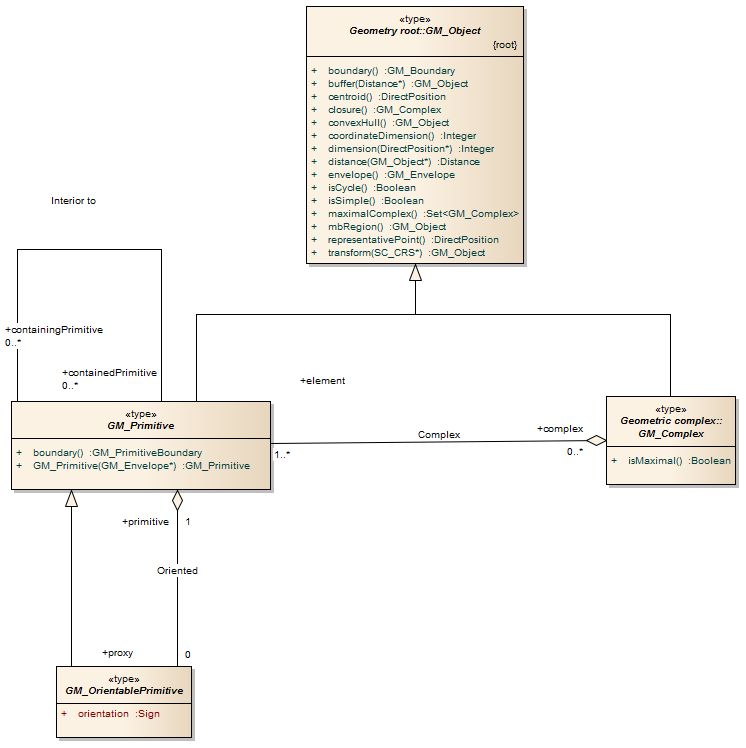 «type»
Geometry root::GM_Object
{root}
+ boundary() :GM_Boundary
+ buffer(Distance*) :GM_Object
+ centroid() :DirectPosition
+ closure() :GM_Complex
+ convexHull() :GM_Object
+ coordinateDimension() :Integer
+ dimension(DirectPosition*) :Integer
+ distance(GM_Object*) :Distance
+ envelope() :GM_Envelope
+ isCycle() :Boolean
+ isSimple() :Boolean
+ maximalComplex() :Set<GM_Complex>
+ mbRegion() :GM_Object
+ representativePoint() :DirectPosition
+ transform(SC_CRS*) :GM_Object
Interior to
+containingPrimitive
0..*
+containedPrimitive
0..*
+element
«type»
GM_Primitive
+ boundary() :GM_PrimitiveBoundary
+ GM_Primitive(GM_Envelope*) :GM_Primitive
1..*
Complex
+complex
0..*
«type»
Geometric complex::
GM_Complex
+ isMaximal() :Boolean
+primitive
1
Oriented
+proxy
0
«type»
GM_OrientablePrimitive
+ orientation :Sign